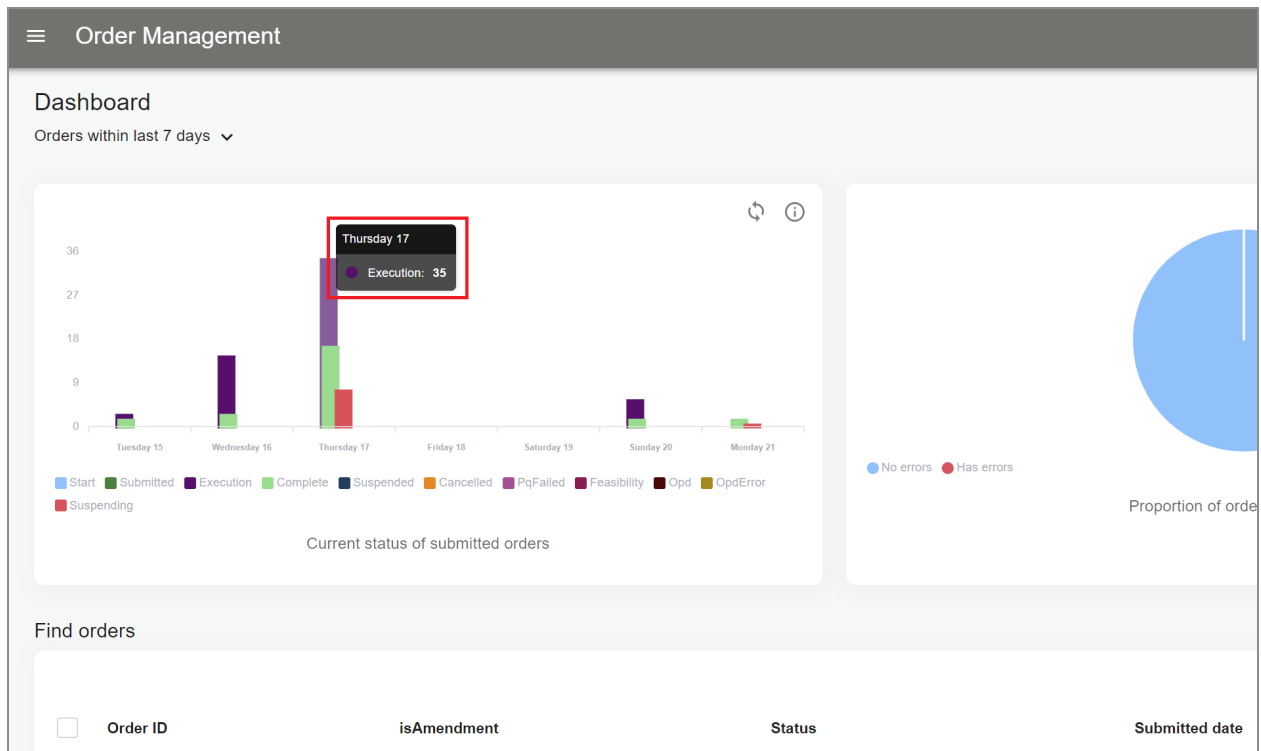 Order Management
Dashboard
Orders within last 7 days
36
27
18
9
0
Thursday 17
Execution: 35
Tuesday 15 Wednesday 16 Thursday 17 Friday 18 Saturday 19 Sunday 20 Monday 21
Start Submitted Execution Complete Suspended Cancelled PqFailed Feasibility Opd OpdError
Suspending
Current status of submitted orders
No errors Has errors
Proportion of orde
Find orders
Order ID isAmendment Status Submitted date